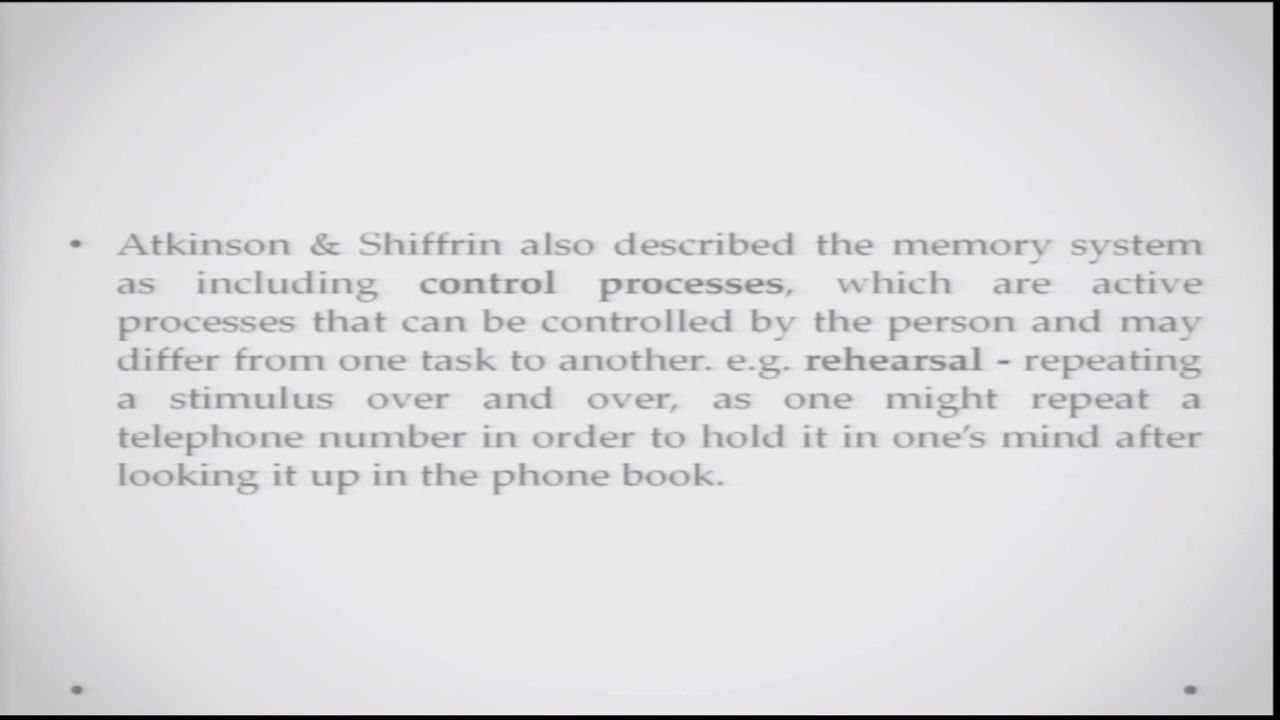 • Atkinson & Shiffrin also described the memory system
as including control processes, which are active
processes that can be controlled by the person and may
differ from one task to another. e.g. rehearsal - repeating
a stimulus over and over, as one might repeat a
telephone number in order to hold it in one’s mind after
looking it up in the phone book.